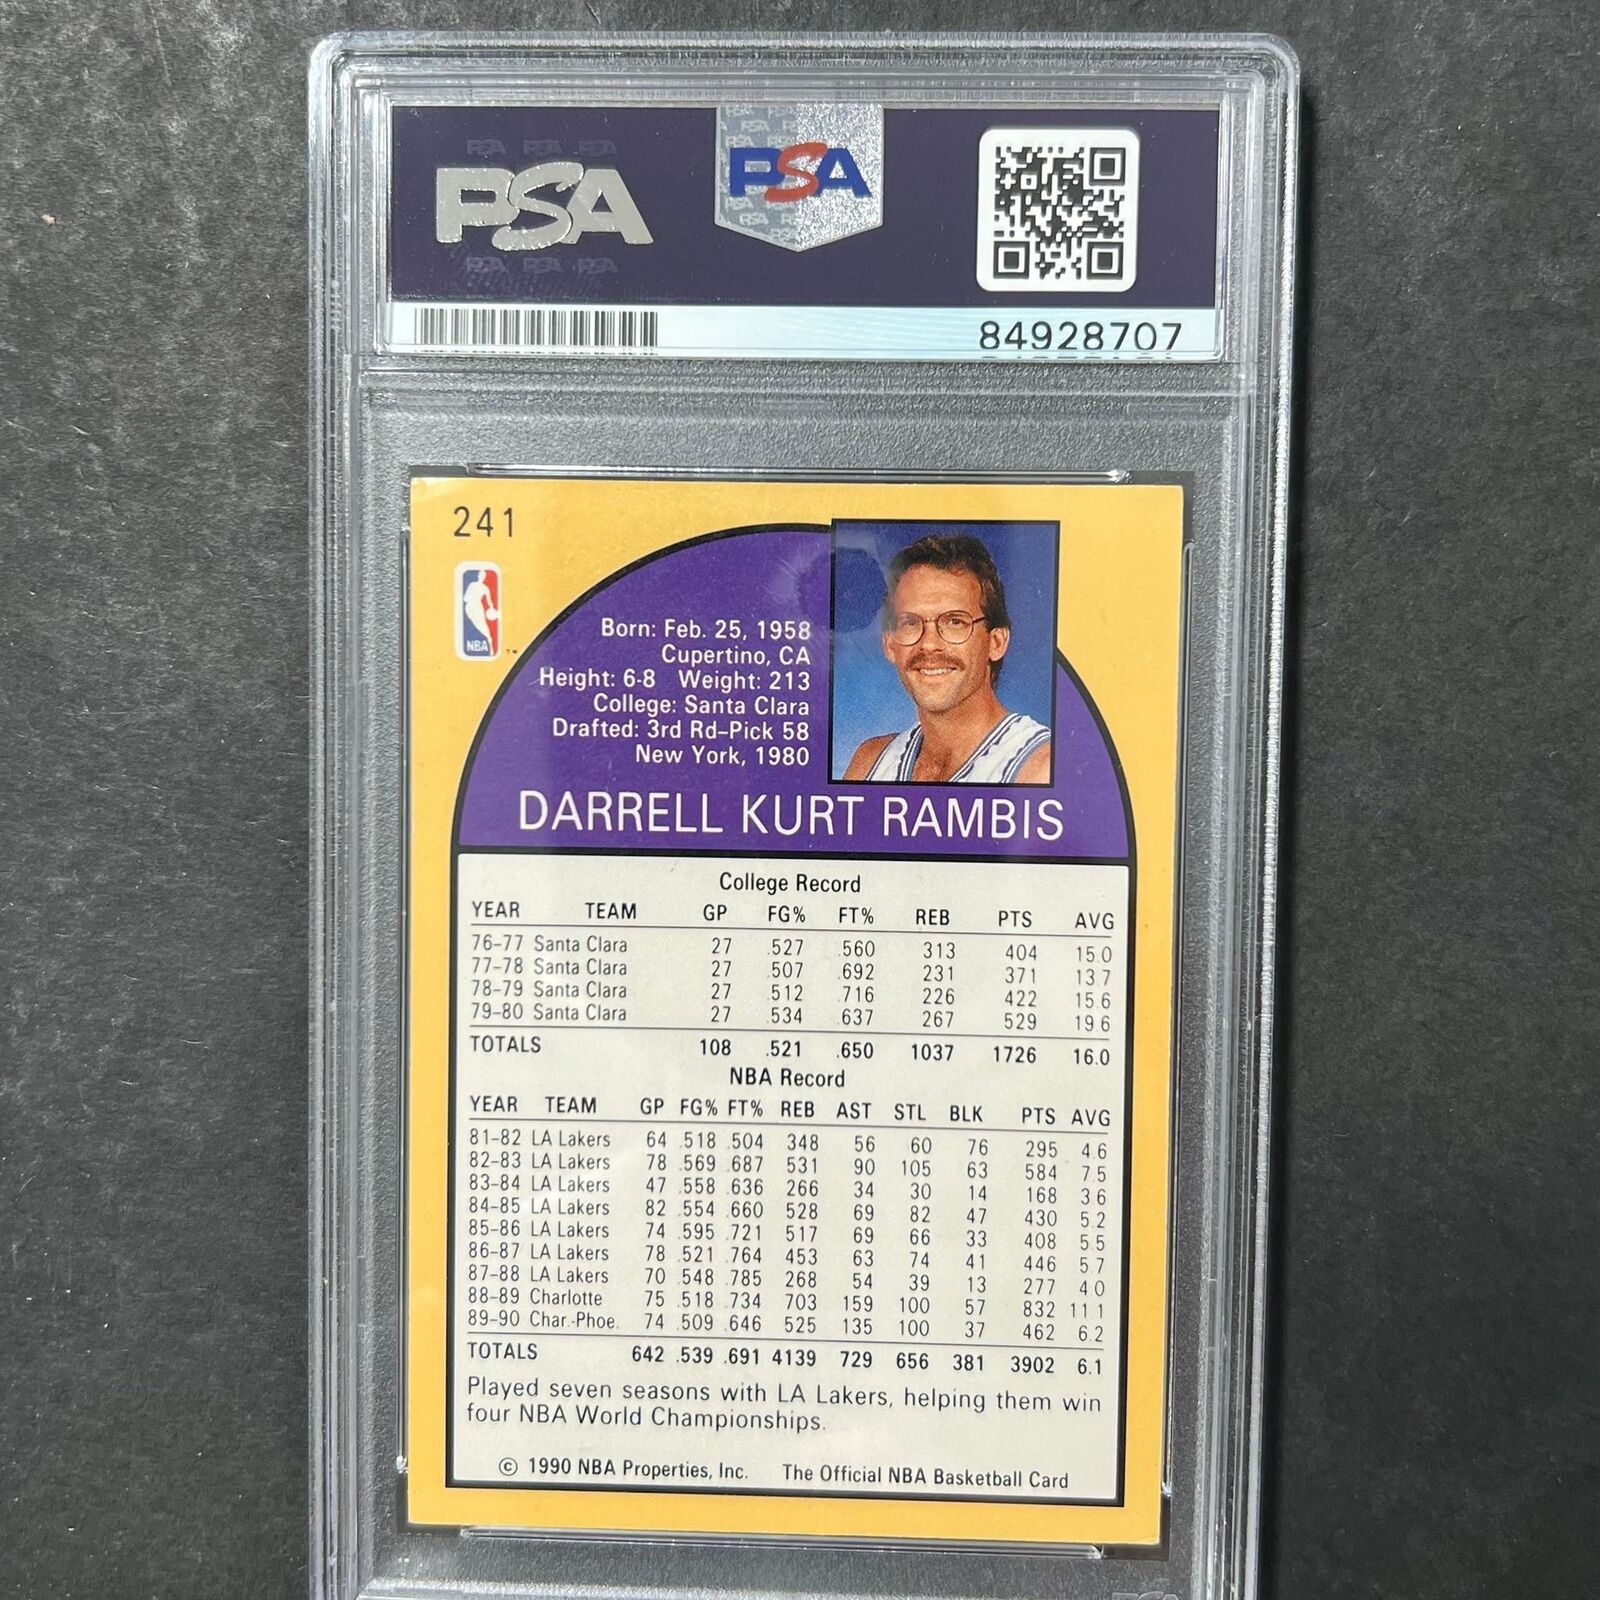 PSA PSA PSA
PSA
PSA PSA PSA
PSA
84928707
241
NBA
Born: Feb. 25, 1958
Cupertino, CA
Height: 6-8 Weight: 213
College: Santa Clara
Drafted: 3rd Rd-Pick 58
New York, 1980
DARRELL KURT RAMBIS
College Record
YEAR TEAM GP FG% FT% REB PTS AVG
76-77 Santa Clara 27 .527 .560 313 404 15.0
77-78 Santa Clara 27 .507 .692 231 371 13.7
78-79 Santa Clara 27 .512 .716 226 422 15.6
79-80 Santa Clara 27 .534 .637 267 529 19.6
TOTALS 108 .521 .650 1037 1726 16.0
NBA Record
YEAR TEAM GP FG% FT% REB AST STL BLK PTS AVG
81-82 LA Lakers 64 .518 .504 348 56 60 76 295 4.6
82-83 LA Lakers 78 .569 .687 531 90 105 63 584 7.5
83-84 LA Lakers 47 .558 .636 266 34 30 14 168 3.6
84-85 LA Lakers 82 .554 .660 528 69 82 47 430 5.2
85-86 LA Lakers 74 .595 .721 517 69 66 33 408 5.5
86-87 LA Lakers 78 .521 .764 453 63 74 41 446 5.7
87-88 LA Lakers 70 .548 .785 268 54 39 13 277 4.0
88-89 Charlotte 75 .518 .734 703 159 100 57 832 11.1
89-90 Char.-Phoe. 74 .509 .646 525 135 100 37 462 6.2
TOTALS 642 .539 .691 4139 729 656 381 3902 6.1
Played seven seasons with LA Lakers, helping them win
four NBA World Championships.
© 1990 NBA Properties, Inc. The Official NBA Basketball Card